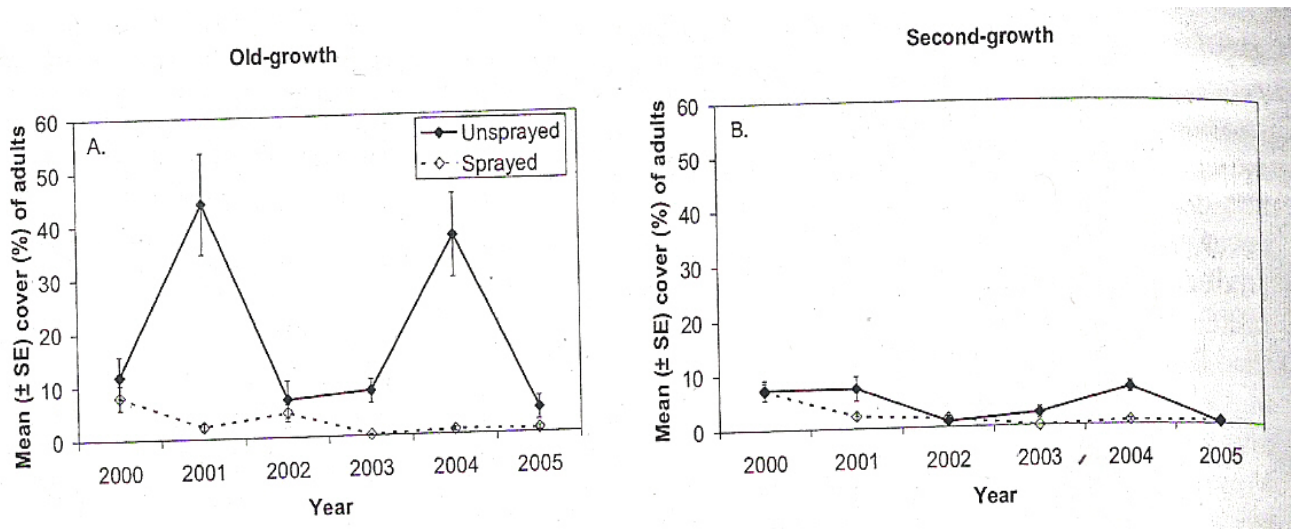 Old-growth
Mean (± SE) cover (%) of adults
60
50
40
30
20
10
0
A.
Unsprayed
Sprayed
2000 2001 2002 2003 2004 2005
Year
Second-growth
Mean (± SE) cover (%) of adults
60
50
40
30
20
10
0
B.
2000 2001 2002 2003 2004 2005
Year